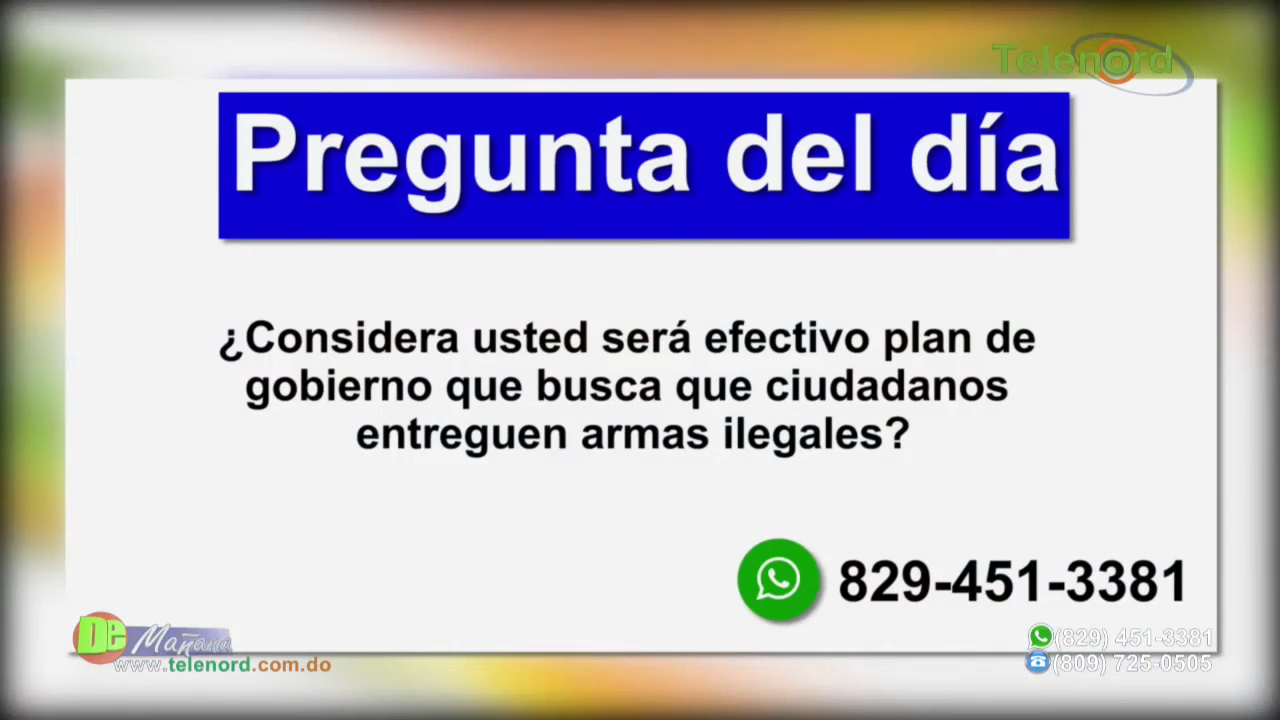 Telenord
Pregunta del día
¿Considera usted será efectivo plan de
gobierno que busca que ciudadanos
entreguen armas ilegales?
829-451-3381
De Mañana
www.telenord.com.do
(829) 451-3381
(809) 725-0505